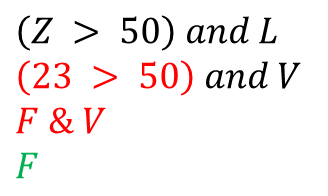 (Z > 50) and L
(23 > 50) and V
F & V
F